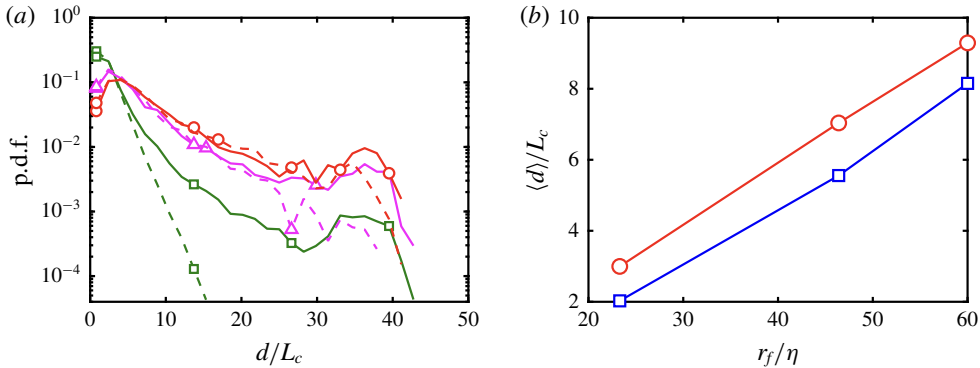 (a)
10^0
10^{-1}
10^{-2}
10^{-3}
10^{-4}
p.d.f.
0 10 20 30 40 50
d/L_c
(b)
10
8
6
4
2
⟨d⟩/L_c
20 30 40 50 60
r_f/η